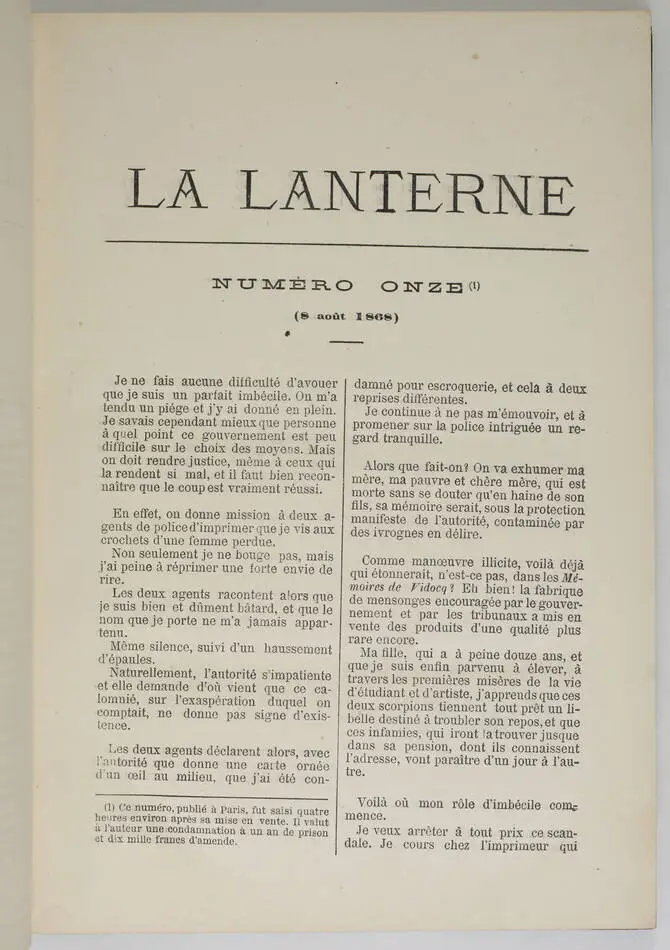 LA LANTERNE
NUMÉRO ONZE (1)
(8 août 1868)
Je ne fais aucune difficulté d'avouer
que je suis un parfait imbécile. On m'a
tendu un piége et j'y ai donné en plein.
Je savais cependant mieux que personne
à quel point ce gouvernement est peu
difficile sur le choix des moyens. Mais
on doit rendre justice, même à ceux qui
la rendent si mal, et il faut bien recon-
naître que le coup est vraiment réussi.
En effet, on donne mission à deux a-
gents de police d'imprimer que je vis aux
crochets d'une femme perdue.
Non seulement je ne bouge pas, mais
j'ai peine à réprimer une forte envie de
rire.
Les deux agents racontent alors que
je suis bien et dûment bâtard, et que le
nom que je porte ne m'a jamais appar-
tenu.
Même silence, suivi d'un haussement
d'épaules.
Naturellement, l'autorité s'impatiente
et elle demande d'où vient que ce ca-
lomnié, sur l'exaspération duquel on
comptait, ne donne pas signe d'exis-
tence.
Les deux agents déclarent alors, avec
l'autorité que donne une carte ornée
d'un œil au milieu, que j'ai été con-
(1) Ce numéro, publié à Paris, fut saisi quatre
heures environ après sa mise en vente. Il valut
à l'auteur une condamnation à un an de prison
et dix mille francs d'amende.
damné pour escroquerie, et cela à deux
reprises différentes.
Je continue à ne pas m'émouvoir, et à
promener sur la police intriguée un re-
gard tranquille.
Alors que fait-on? On va exhumer ma
mère, ma pauvre et chère mère, qui est
morte sans se douter qu'en haine de son
fils, sa mémoire serait, sous la protection
manifeste de l'autorité, contaminée par
des ivrognes en délire.
Comme manœuvre illicite, voilà déjà
qui étonnerait, n'est-ce pas, dans les Mé-
moires de Vidocq? Eh bien! la fabrique
de mensonges encouragée par le gouver-
nement et par les tribunaux a mis en
vente des produits d'une qualité plus
rare encore.
Ma fille, qui a à peine douze ans, et
que je suis enfin parvenu à élever, à
travers les premières misères de la vie
d'étudiant et d'artiste, j'apprends que ces
deux scorpions tiennent tout prêt un li-
belle destiné à troubler son repos, et que
ces infamies, qui iront la trouver jusque
dans sa pension, dont ils connaissent
l'adresse, vont paraître d'un jour à l'au-
tre.
Voilà où mon rôle d'imbécile com-
mence.
Je veux arrêter à tout prix ce scan-
dale. Je cours chez l'imprimeur qui